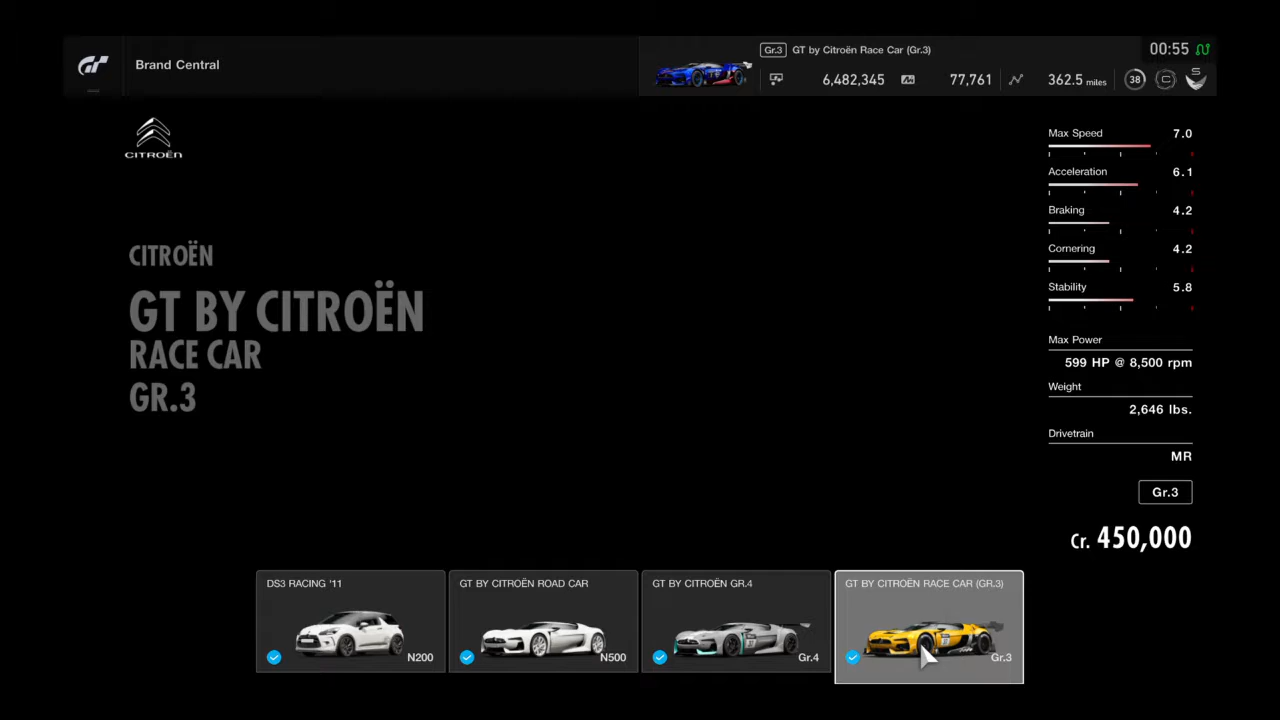 Brand Central
Gr.3 GT by Citroën Race Car (Gr.3)
00:55
6,482,345
77,761
362.5 miles
38
S
CITROËN
CITROËN
GT BY CITROËN
RACE CAR
GR.3
Max Speed 7.0
Acceleration 6.1
Braking 4.2
Cornering 4.2
Stability 5.8
Max Power
599 HP @ 8,500 rpm
Weight
2,646 lbs.
Drivetrain
MR
Gr.3
Cr. 450,000
DS3 RACING '11
N200
GT BY CITROËN ROAD CAR
N500
GT BY CITROËN GR.4
Gr.4
GT BY CITROËN RACE CAR (GR.3)
Gr.3